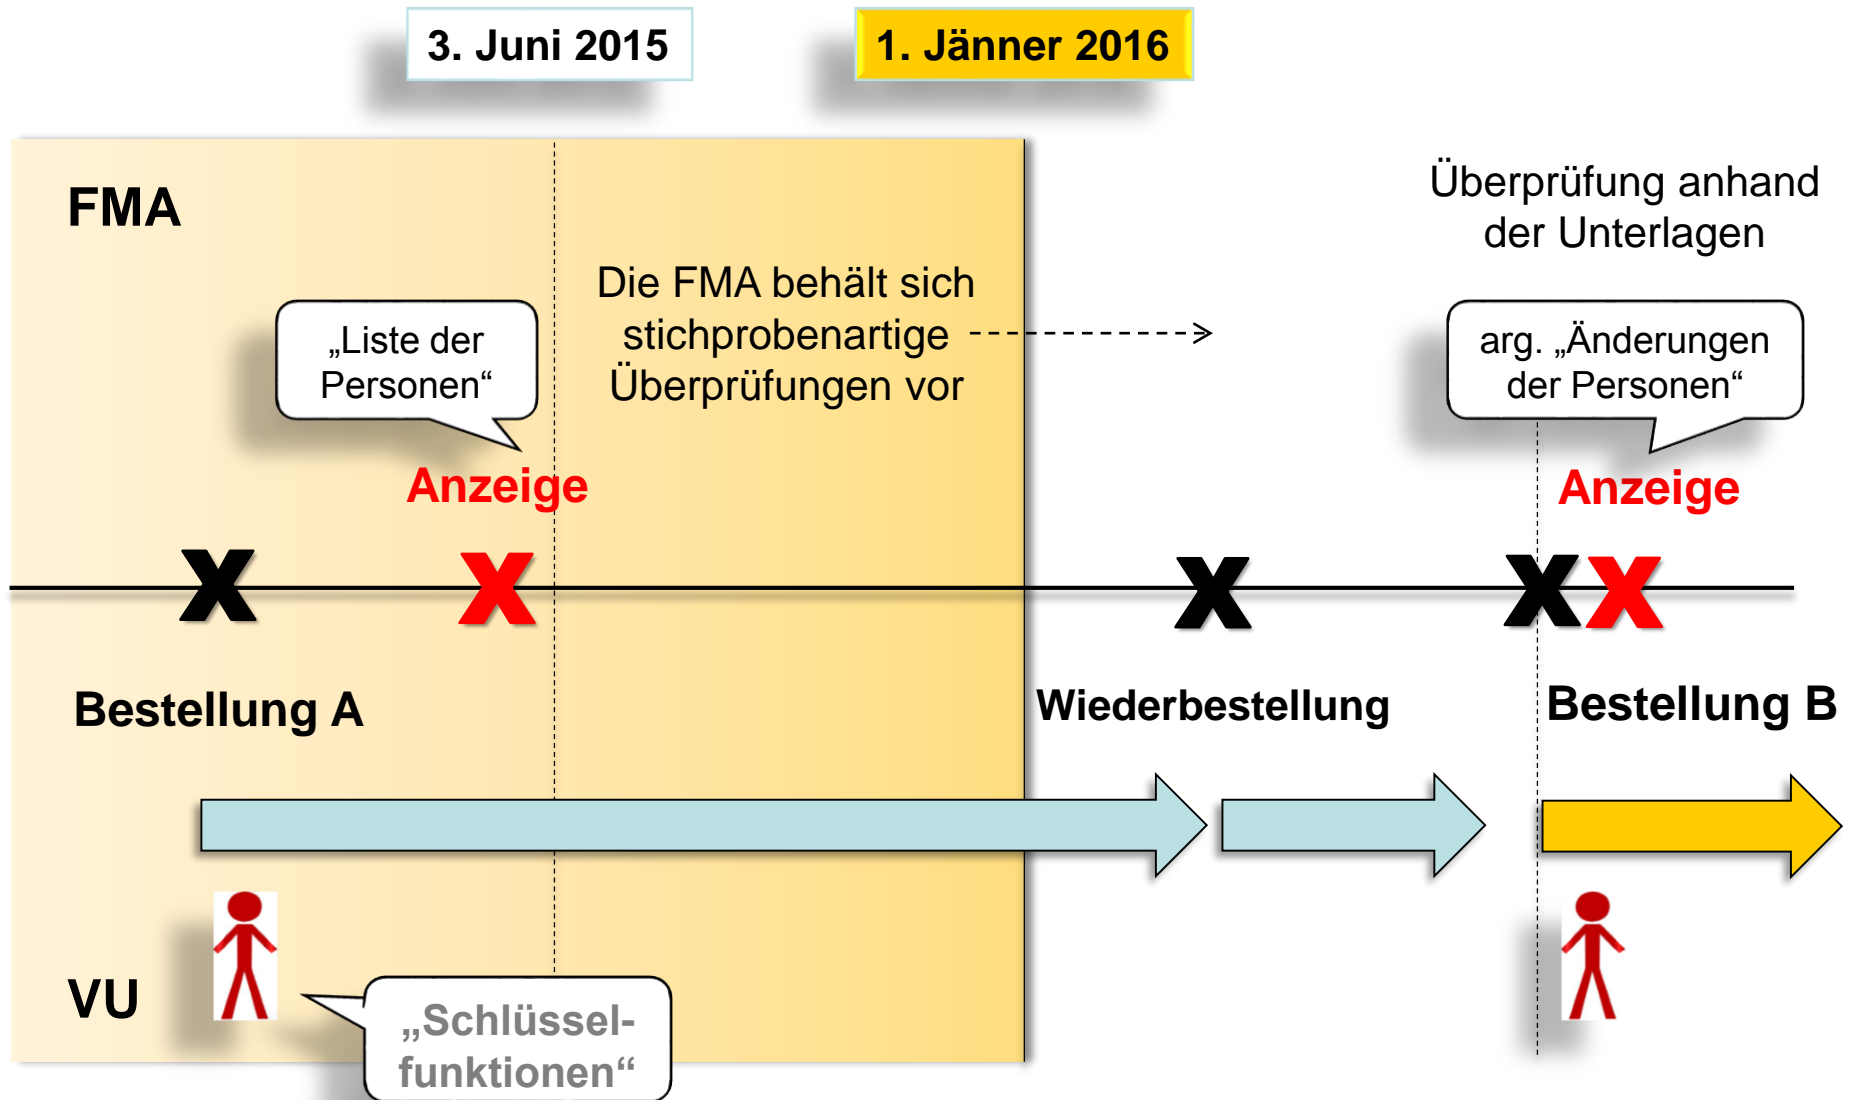 3. Juni 2015
1. Jänner 2016
FMA
Überprüfung anhand
der Unterlagen
Die FMA behält sich
stichprobenartige
Überprüfungen vor
„Liste der
Personen“
arg. „Änderungen
der Personen“
Anzeige
Anzeige
X
X
X
X
X
Bestellung A
Wiederbestellung
Bestellung B
VU
„Schlüssel-
funktionen“